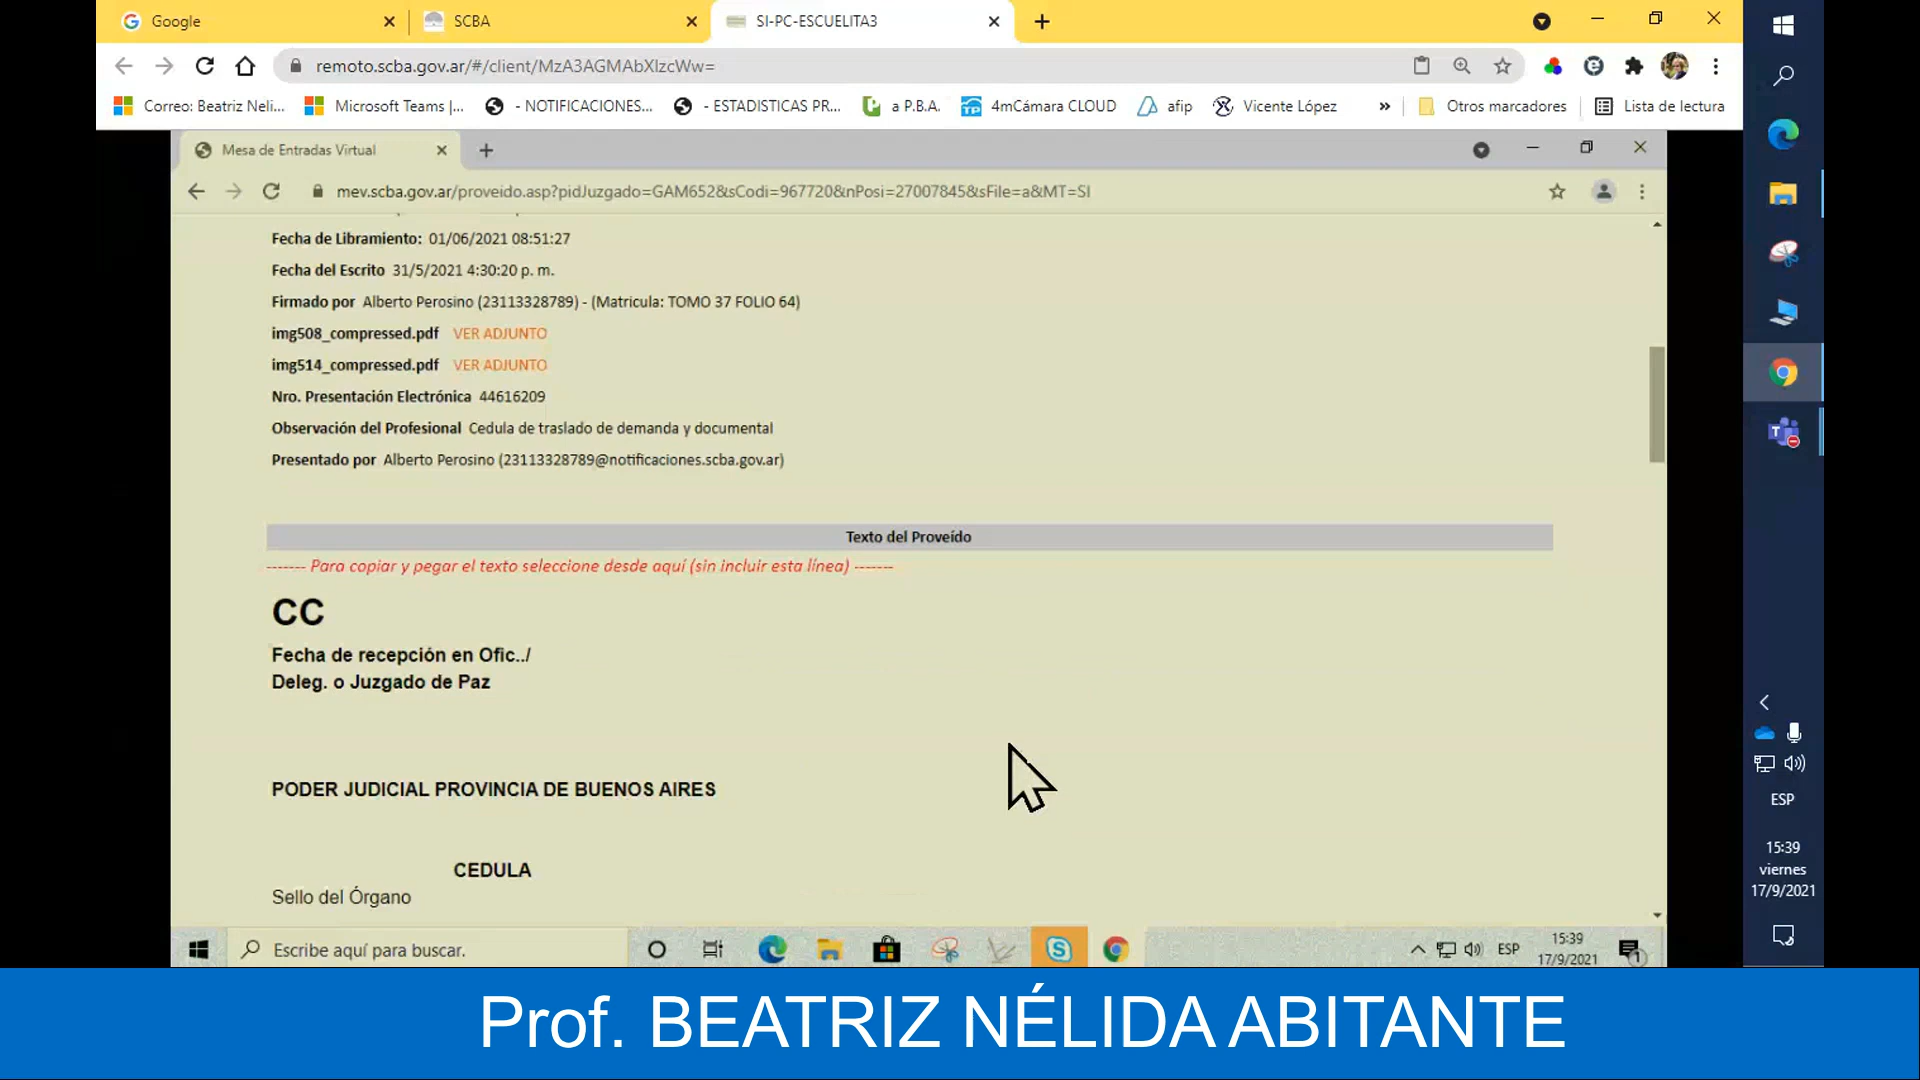 Google
SCBA
SI-PC-ESCUELITA3
remoto.scba.gov.ar/#/client/MzA3AGMAbXlzcWw=
Correo: Beatriz Neli...
Microsoft Teams |...
- NOTIFICACIONES...
- ESTADISTICAS PR...
a P.B.A.
4mCámara CLOUD
afip
Vicente López
»
Otros marcadores
Lista de lectura
Mesa de Entradas Virtual
mev.scba.gov.ar/proveido.asp?pidJuzgado=GAM652&sCodi=967720&nPosi=27007845&sFile=a&MT=SI
Fecha de Libramiento: 01/06/2021 08:51:27
Fecha del Escrito 31/5/2021 4:30:20 p. m.
Firmado por Alberto Perosino (23113328789) - (Matricula: TOMO 37 FOLIO 64)
img508_compressed.pdf VER ADJUNTO
img514_compressed.pdf VER ADJUNTO
Nro. Presentación Electrónica 44616209
Observación del Profesional Cedula de traslado de demanda y documental
Presentado por Alberto Perosino (23113328789@notificaciones.scba.gov.ar)
Texto del Proveído
------- Para copiar y pegar el texto seleccione desde aquí (sin incluir esta línea) -------
CC
Fecha de recepción en Ofic../
Deleg. o Juzgado de Paz
PODER JUDICIAL PROVINCIA DE BUENOS AIRES
CEDULA
Sello del Órgano
Escribe aquí para buscar.
ESP
15:39
17/9/2021
1
ESP
15:39
viernes
17/9/2021
Prof. BEATRIZ NÉLIDA ABITANTE